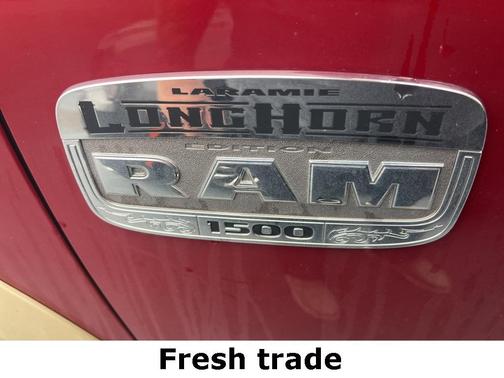 LARAMIE
LONGHORN
EDITION
RAM
1500
Fresh trade